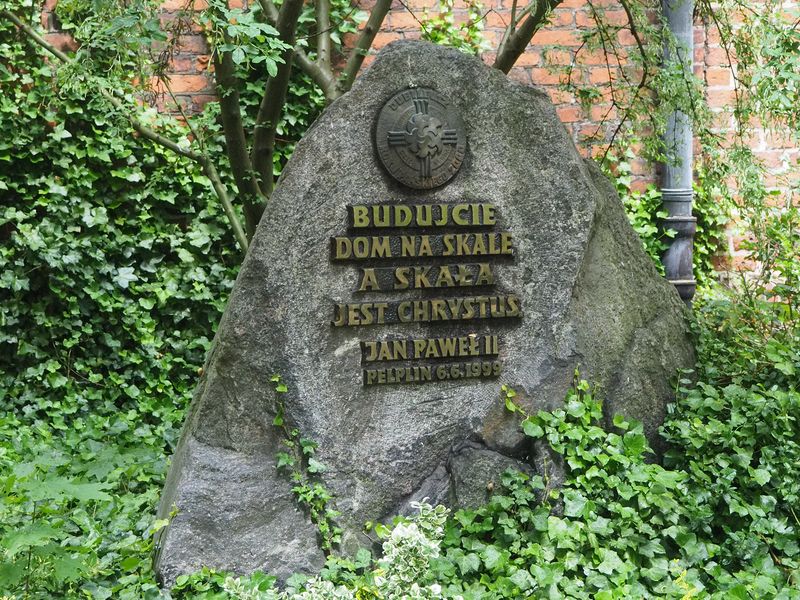 BUDUJCIE
DOM NA SKALE
A SKAŁA
JEST CHRYSTUS
JAN PAWEŁ II
PELPLIN 6.6.1999